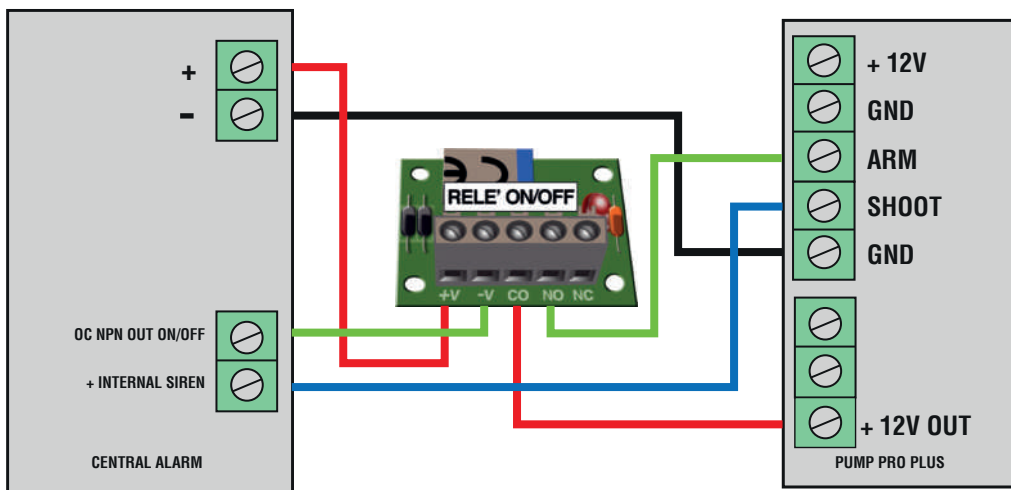 +
-
OC NPN OUT ON/OFF
+ INTERNAL SIREN
CENTRAL ALARM
RELE' ON/OFF
+V -V CO NO NC
+ 12V
GND
ARM
SHOOT
GND
+ 12V OUT
PUMP PRO PLUS